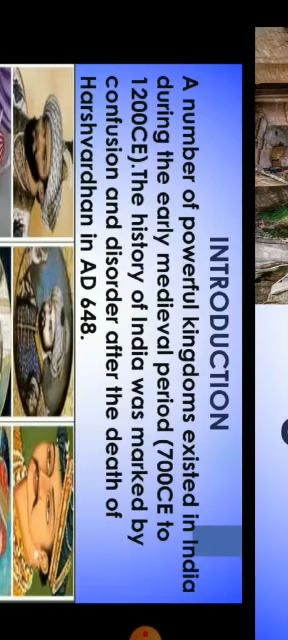 INTRODUCTION
A number of powerful kingdoms existed in India
during the early medieval period (700CE to
1200CE).The history of India was marked by
confusion and disorder after the death of
Harshvardhan in AD 648.